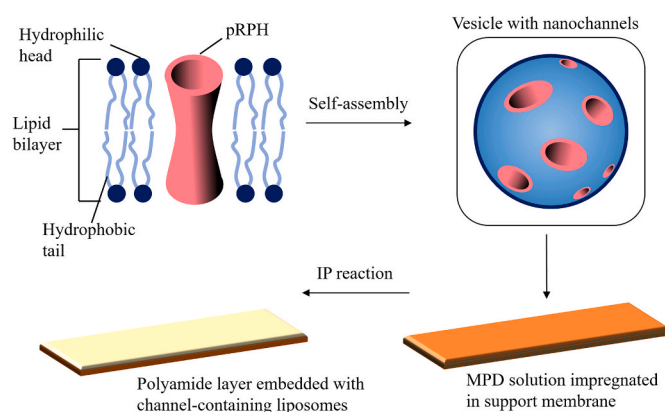 Hydrophilic
head
pRPH
Vesicle with nanochannels
Lipid
bilayer
Self-assembly
Hydrophobic
tail
IP reaction
Polyamide layer embedded with
channel-containing liposomes
MPD solution impregnated
in support membrane